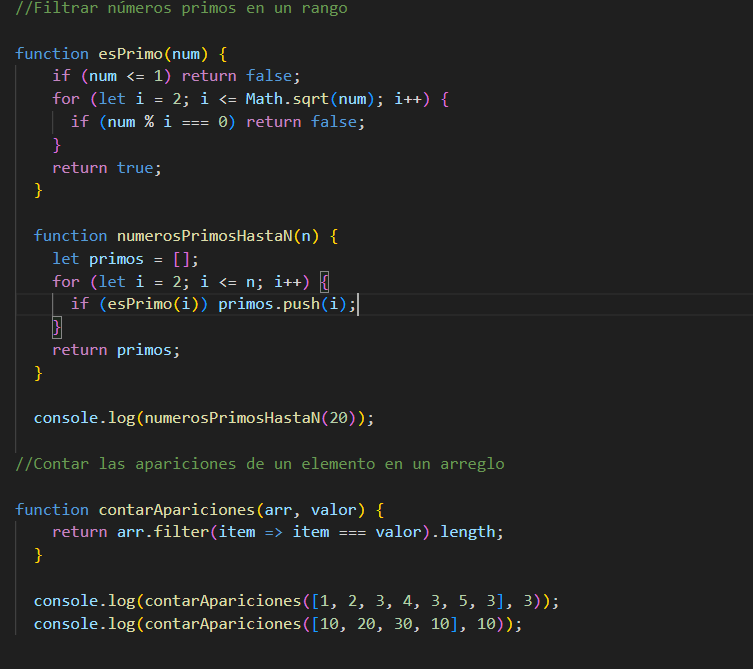 //Filtrar números primos en un rango
function esPrimo(num) {
if (num <= 1) return false;
for (let i = 2; i <= Math.sqrt(num); i++) {
if (num % i === 0) return false;
}
return true;
}
function numerosPrimosHastaN(n) {
let primos = [];
for (let i = 2; i <= n; i++) {
if (esPrimo(i)) primos.push(i);
}
return primos;
}
console.log(numerosPrimosHastaN(20));
//Contar las apariciones de un elemento en un arreglo
function contarApariciones(arr, valor) {
return arr.filter(item => item === valor).length;
}
console.log(contarApariciones([1, 2, 3, 4, 3, 5, 3], 3));
console.log(contarApariciones([10, 20, 30, 10], 10));